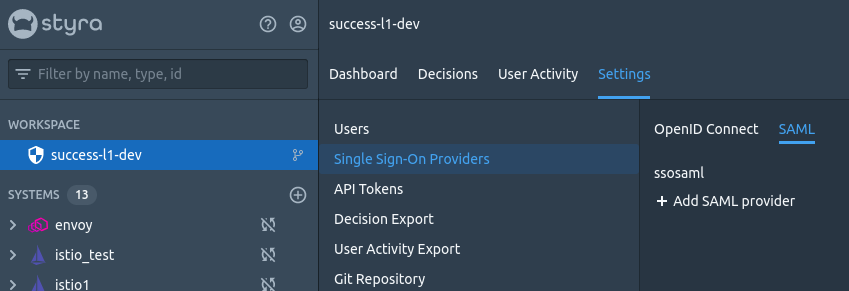 styra
Filter by name, type, id
WORKSPACE
success-l1-dev
SYSTEMS 13
envoy
istio_test
istio1
success-l1-dev
Dashboard Decisions User Activity Settings
Users
Single Sign-On Providers
API Tokens
Decision Export
User Activity Export
Git Repository
OpenID Connect SAML
ssosaml
+ Add SAML provider